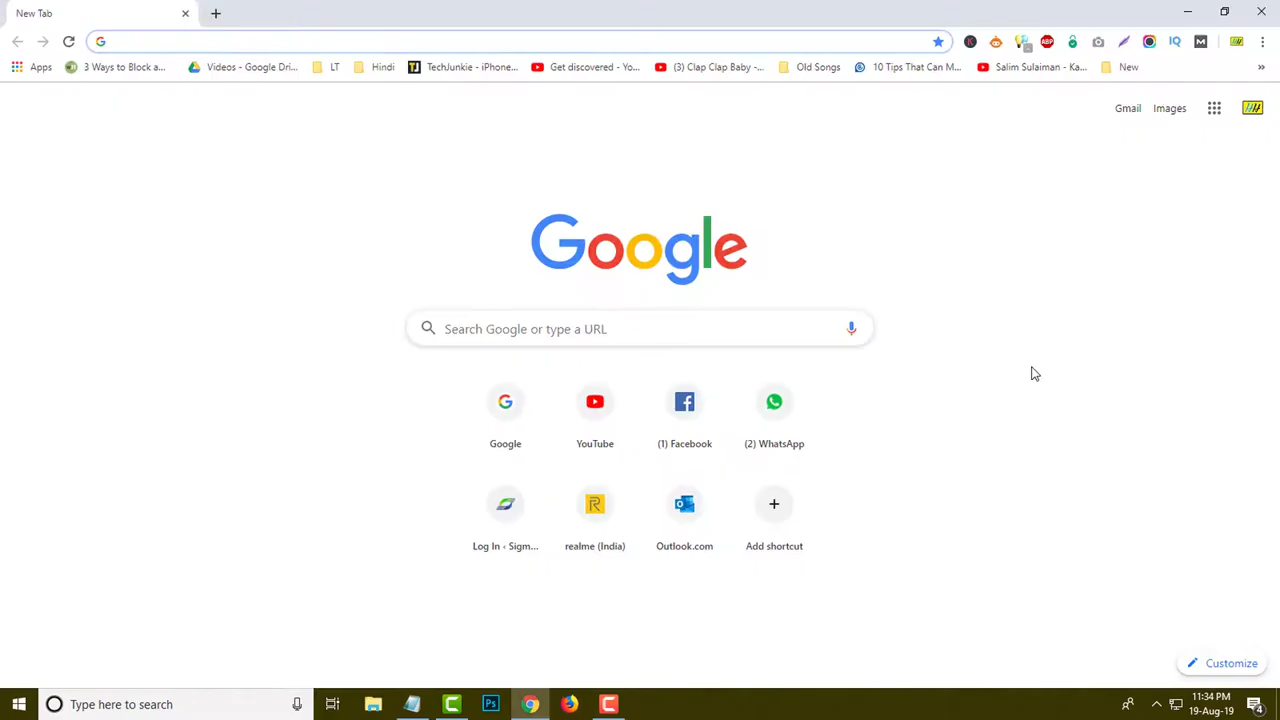 New Tab
Apps 3 Ways to Block a... Videos - Google Dri... LT Hindi TechJunkie - iPhone... Get discovered - Yo... (3) Clap Clap Baby -... Old Songs 10 Tips That Can M... Salim Sulaiman - Ka... New »
Gmail Images
Google
Search Google or type a URL
Google YouTube (1) Facebook (2) WhatsApp
Log In ‹ Sigm... realme (India) Outlook.com Add shortcut
Customize
Type here to search
11:34 PM
19-Aug-19